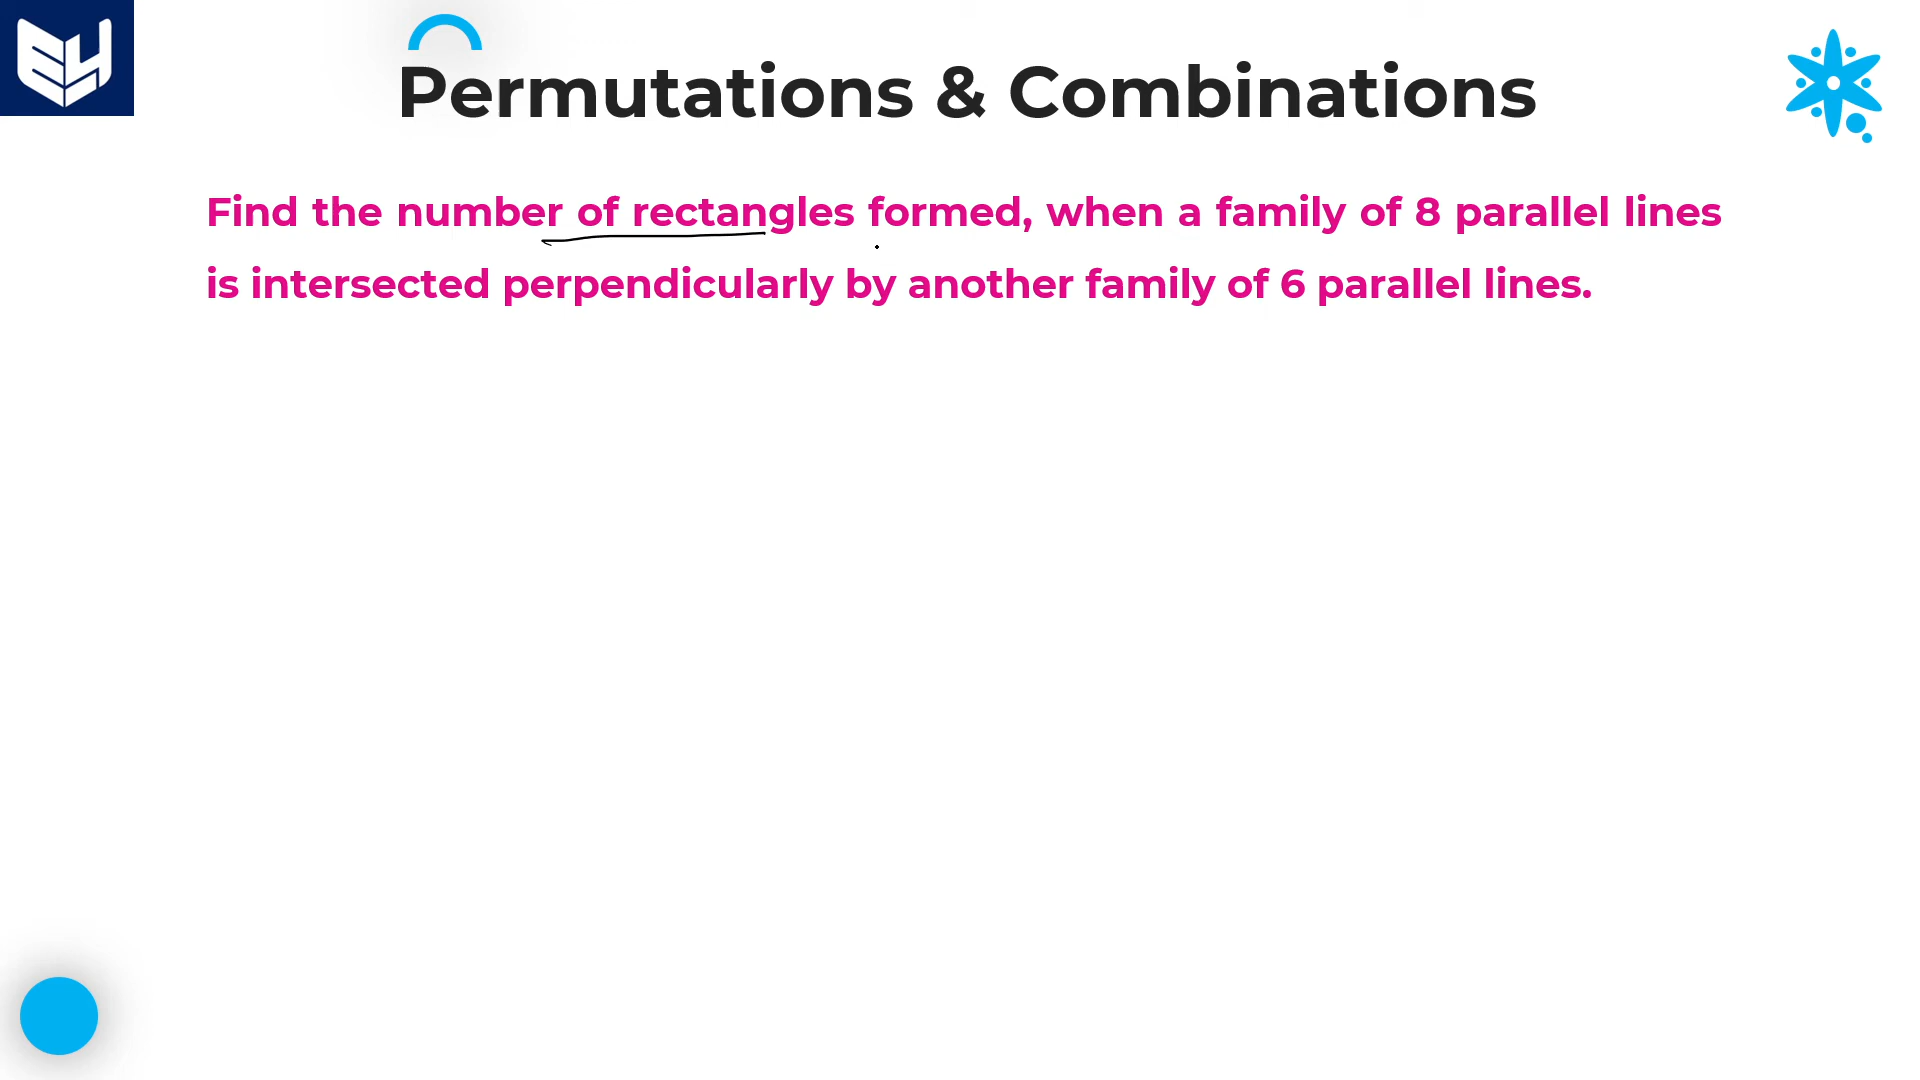 Permutations & Combinations
Find the number of rectangles formed, when a family of 8 parallel lines
is intersected perpendicularly by another family of 6 parallel lines.